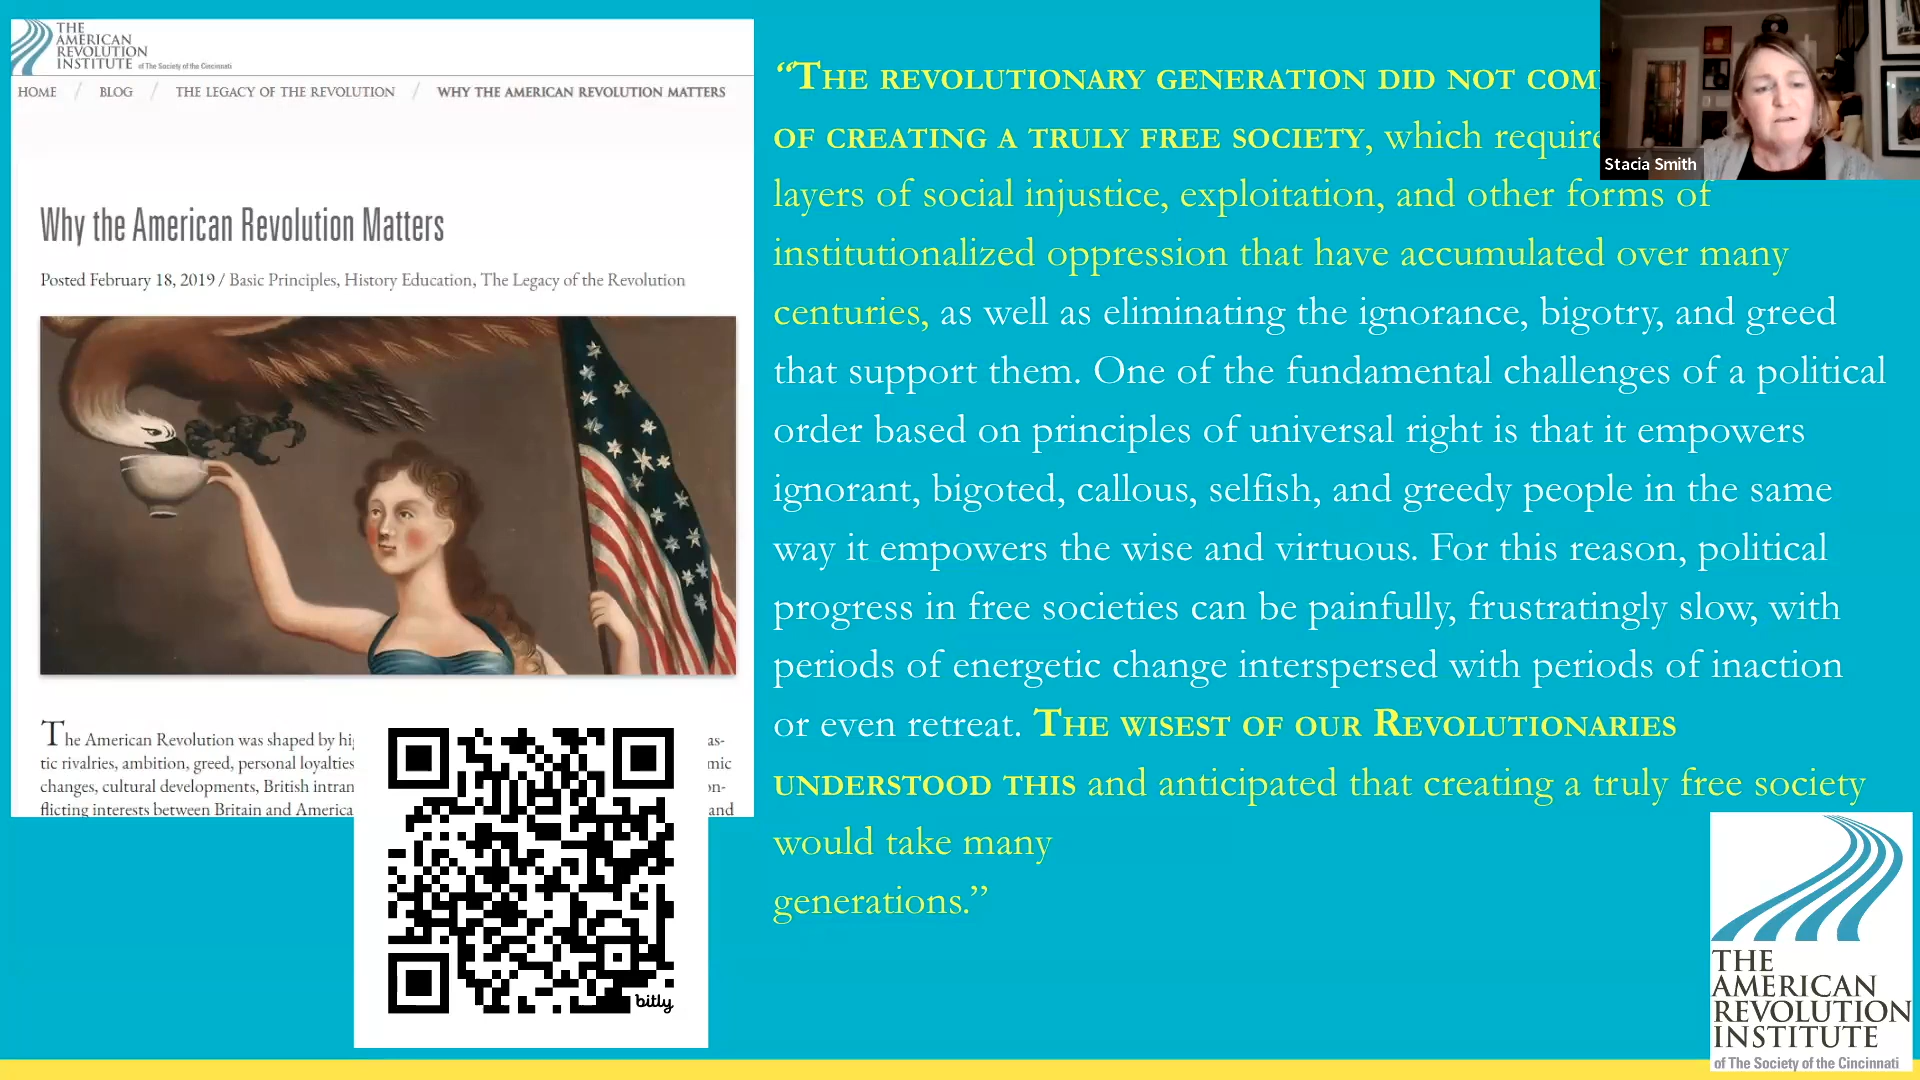 THE
AMERICAN
REVOLUTION
INSTITUTE of The Society of the Cincinnati
HOME / BLOG / THE LEGACY OF THE REVOLUTION / WHY THE AMERICAN REVOLUTION MATTERS
Why the American Revolution Matters
Posted February 18, 2019 / Basic Principles, History Education, The Legacy of the Revolution
The American Revolution was shaped by
tic rivalries, ambition, greed, personal loyalties
changes, cultural developments, British
flicting interests between Britain and America
and
bitly
“The revolutionary generation did not
of creating a truly free society, which
layers of social injustice, exploitation, and other forms of
institutionalized oppression that have accumulated over many
centuries, as well as eliminating the ignorance, bigotry, and greed
that support them. One of the fundamental challenges of a political
order based on principles of universal right is that it empowers
ignorant, bigoted, callous, selfish, and greedy people in the same
way it empowers the wise and virtuous. For this reason, political
progress in free societies can be painfully, frustratingly slow, with
periods of energetic change interspersed with periods of inaction
or even retreat. The wisest of our Revolutionaries
understood this and anticipated that creating a truly free society
would take many
generations.”
Stacia Smith
THE
AMERICAN
REVOLUTION
INSTITUTE
of The Society of the Cincinnati